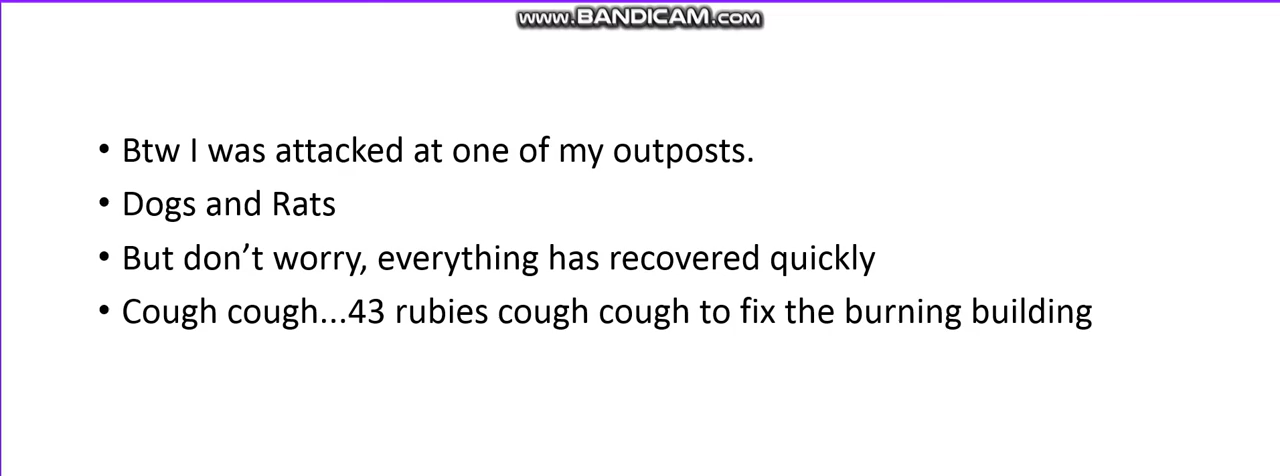 www.BANDICAM.com
• Btw I was attacked at one of my outposts.
• Dogs and Rats
• But don’t worry, everything has recovered quickly
• Cough cough...43 rubies cough cough to fix the burning building